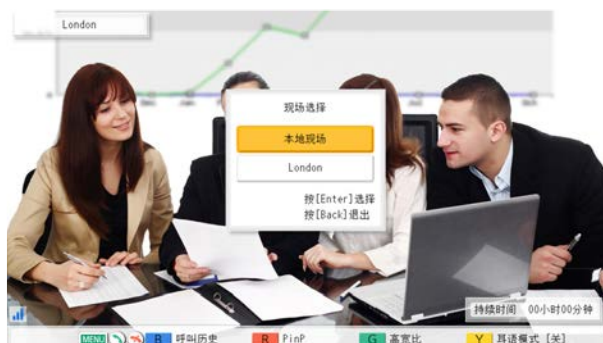 London
现场选择
本地现场
London
按[Enter]选择
按[Back]退出
持续时间 00小时00分钟
MENU B 呼叫历史 R PinP G 高宽比 Y 耳语模式 [关]